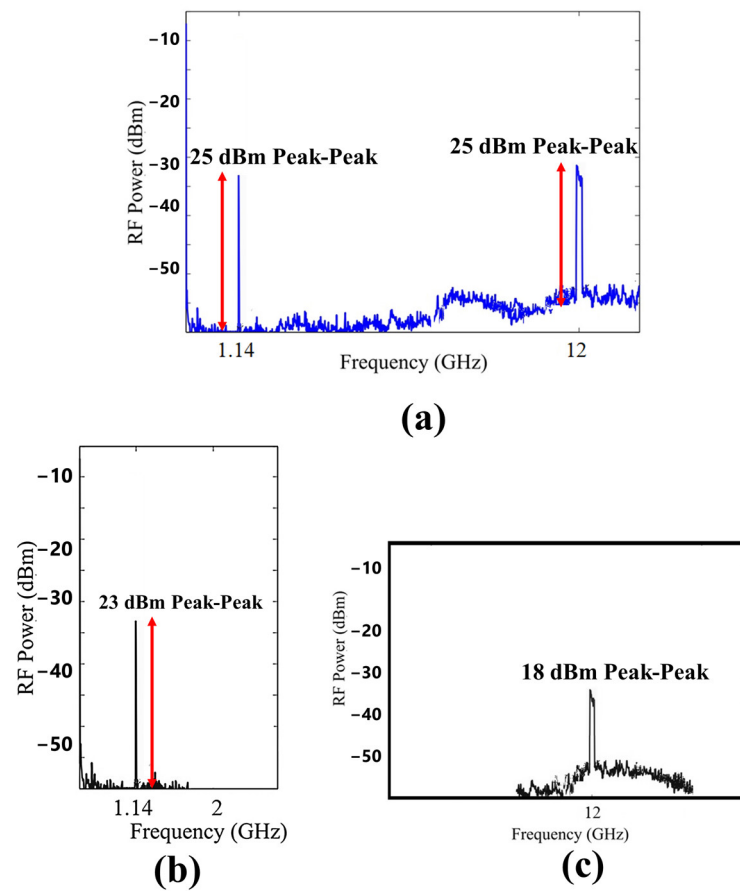 −10
−20
−30
−40
−50
RF Power (dBm)
25 dBm Peak-Peak
25 dBm Peak-Peak
1.14
12
Frequency (GHz)
(a)
−10
−20
−30
−40
−50
RF Power (dBm)
23 dBm Peak-Peak
1.14
2
Frequency (GHz)
(b)
−10
−20
−30
−40
−50
RF Power (dBm)
18 dBm Peak-Peak
12
Frequency (GHz)
(c)